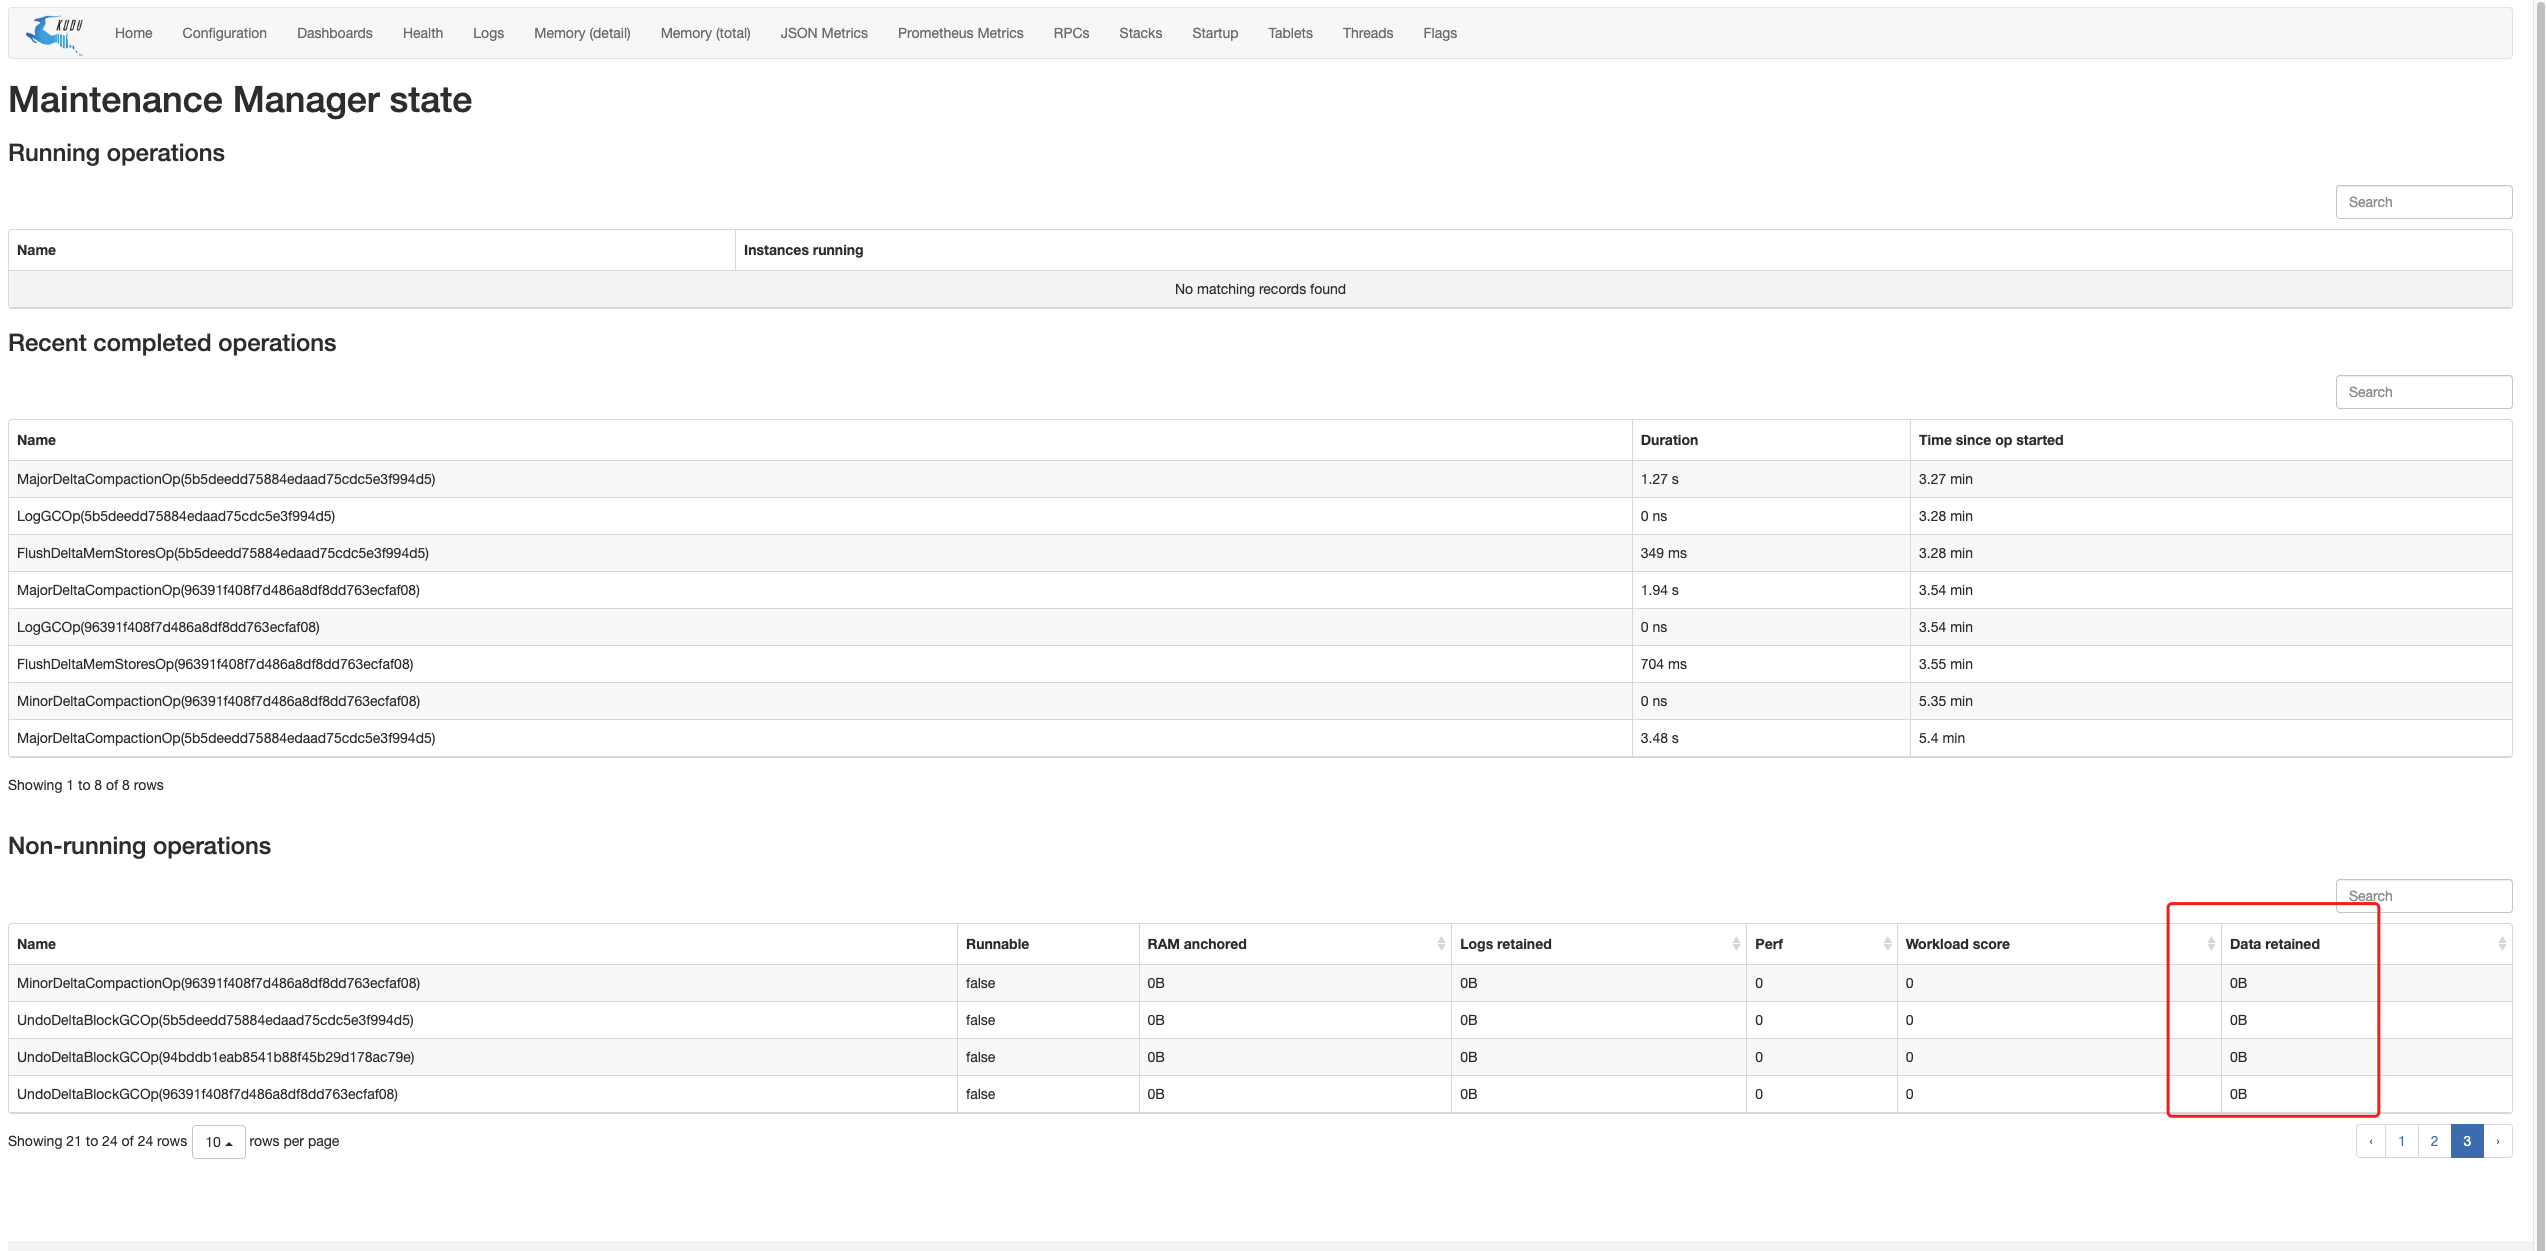 KUDU Home Configuration Dashboards Health Logs Memory (detail) Memory (total) JSON Metrics Prometheus Metrics RPCs Stacks Startup Tablets Threads Flags
Maintenance Manager state
Running operations
Search
Name Instances running
No matching records found
Recent completed operations
Search
Name Duration Time since op started
MajorDeltaCompactionOp(5b5deedd75884edaad75cdc5e3f994d5) 1.27 s 3.27 min
LogGCOp(5b5deedd75884edaad75cdc5e3f994d5) 0 ns 3.28 min
FlushDeltaMemStoresOp(5b5deedd75884edaad75cdc5e3f994d5) 349 ms 3.28 min
MajorDeltaCompactionOp(96391f408f7d486a8df8dd763ecfaf08) 1.94 s 3.54 min
LogGCOp(96391f408f7d486a8df8dd763ecfaf08) 0 ns 3.54 min
FlushDeltaMemStoresOp(96391f408f7d486a8df8dd763ecfaf08) 704 ms 3.55 min
MinorDeltaCompactionOp(96391f408f7d486a8df8dd763ecfaf08) 0 ns 5.35 min
MajorDeltaCompactionOp(5b5deedd75884edaad75cdc5e3f994d5) 3.48 s 5.4 min
Showing 1 to 8 of 8 rows
Non-running operations
Search
Name Runnable RAM anchored Logs retained Perf Workload score Data retained
MinorDeltaCompactionOp(96391f408f7d486a8df8dd763ecfaf08) false 0B 0B 0 0 0B
UndoDeltaBlockGCOp(5b5deedd75884edaad75cdc5e3f994d5) false 0B 0B 0 0 0B
UndoDeltaBlockGCOp(94bddb1eab8541b88f45b29d178ac79e) false 0B 0B 0 0 0B
UndoDeltaBlockGCOp(96391f408f7d486a8df8dd763ecfaf08) false 0B 0B 0 0 0B
Showing 21 to 24 of 24 rows 10 rows per page ‹ 1 2 3 ›